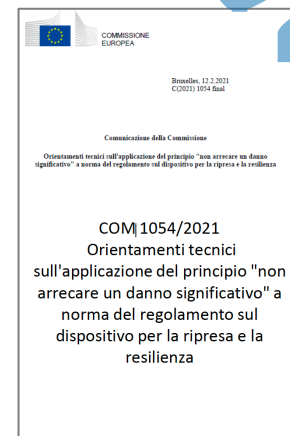 COMMISSIONE
EUROPEA
Bruxelles, 12.2.2021
C(2021) 1054 final
Comunicazione della Commissione
Orientamenti tecnici sull'applicazione del principio "non arrecare un danno
significativo" a norma del regolamento sul dispositivo per la ripresa e la resilienza
COM 1054/2021
Orientamenti tecnici
sull'applicazione del principio "non
arrecare un danno significativo" a
norma del regolamento sul
dispositivo per la ripresa e la
resilienza